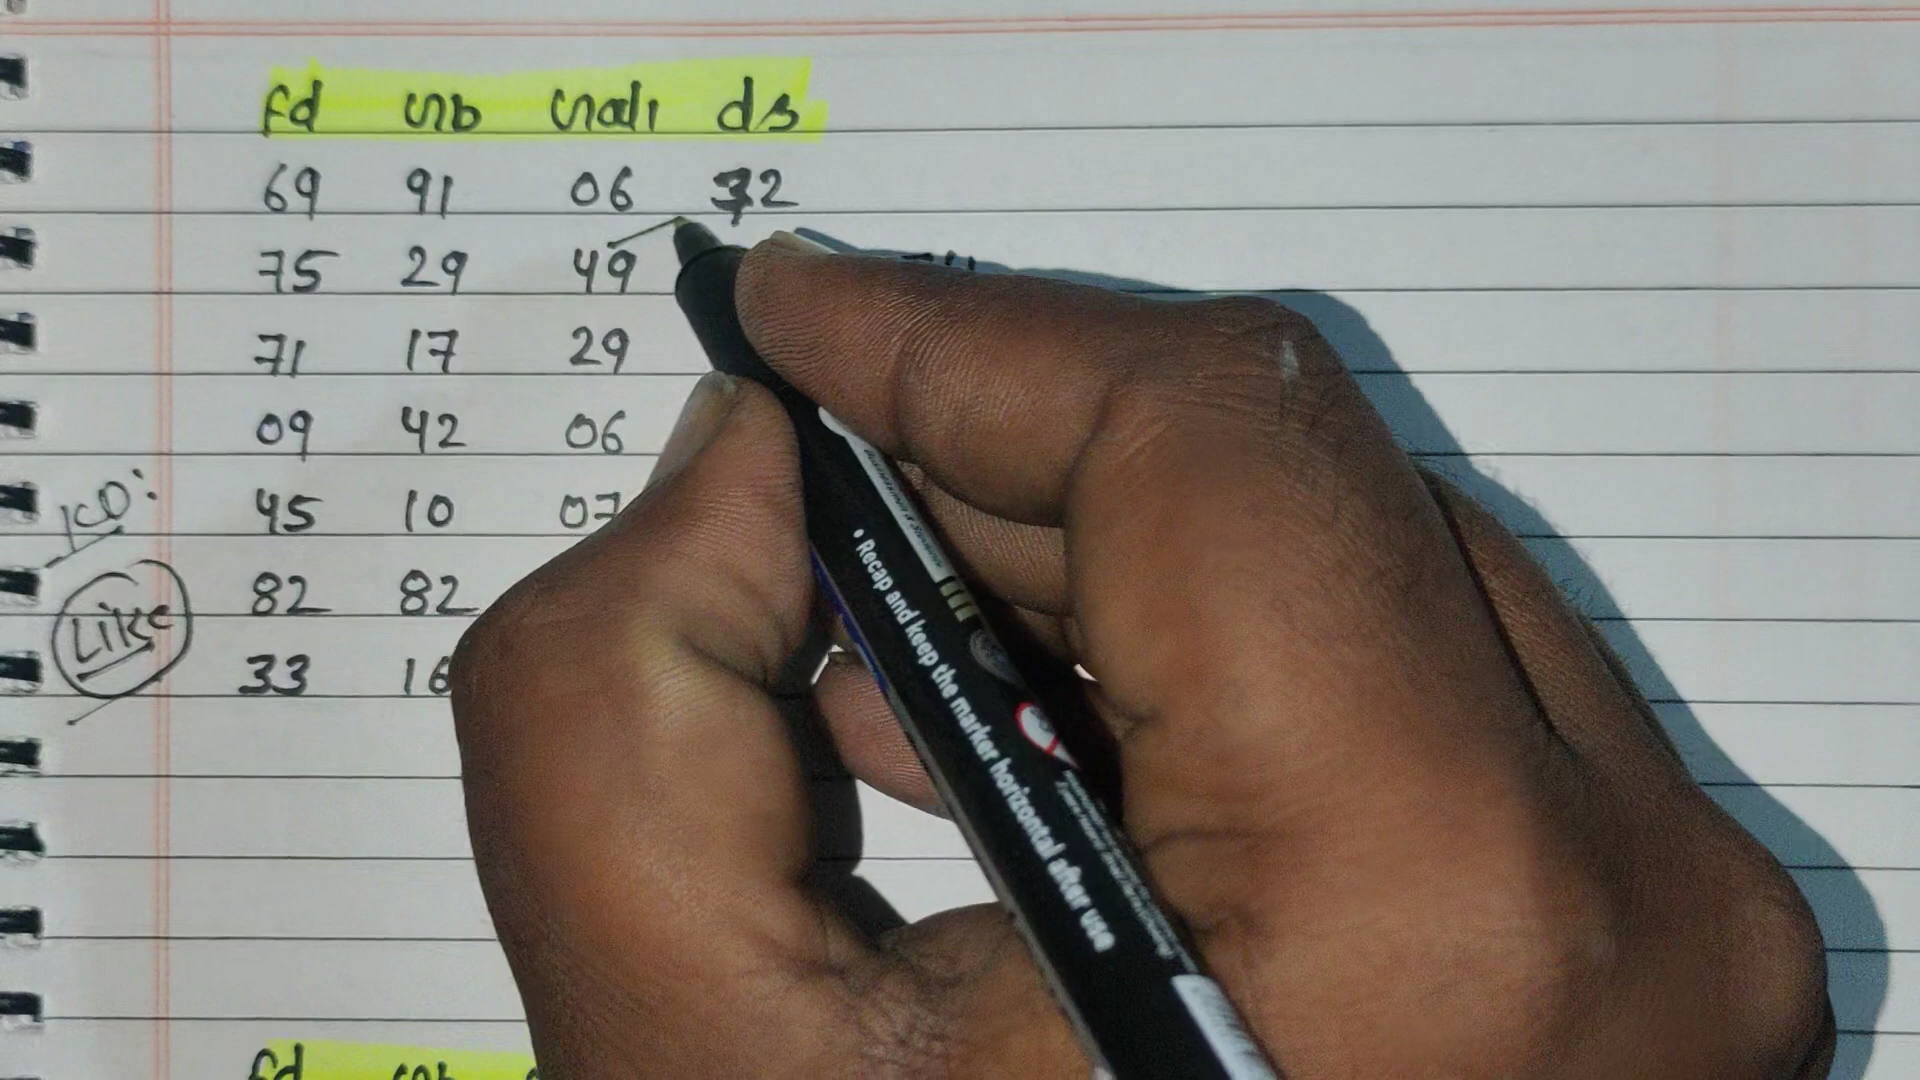 fd GB Gali ds
69 91 06 32
75 29 49
71 17 29
09 42 06
45 10 07
82 82
33 16
Like
• Recap and keep the marker horizontal after use
fd